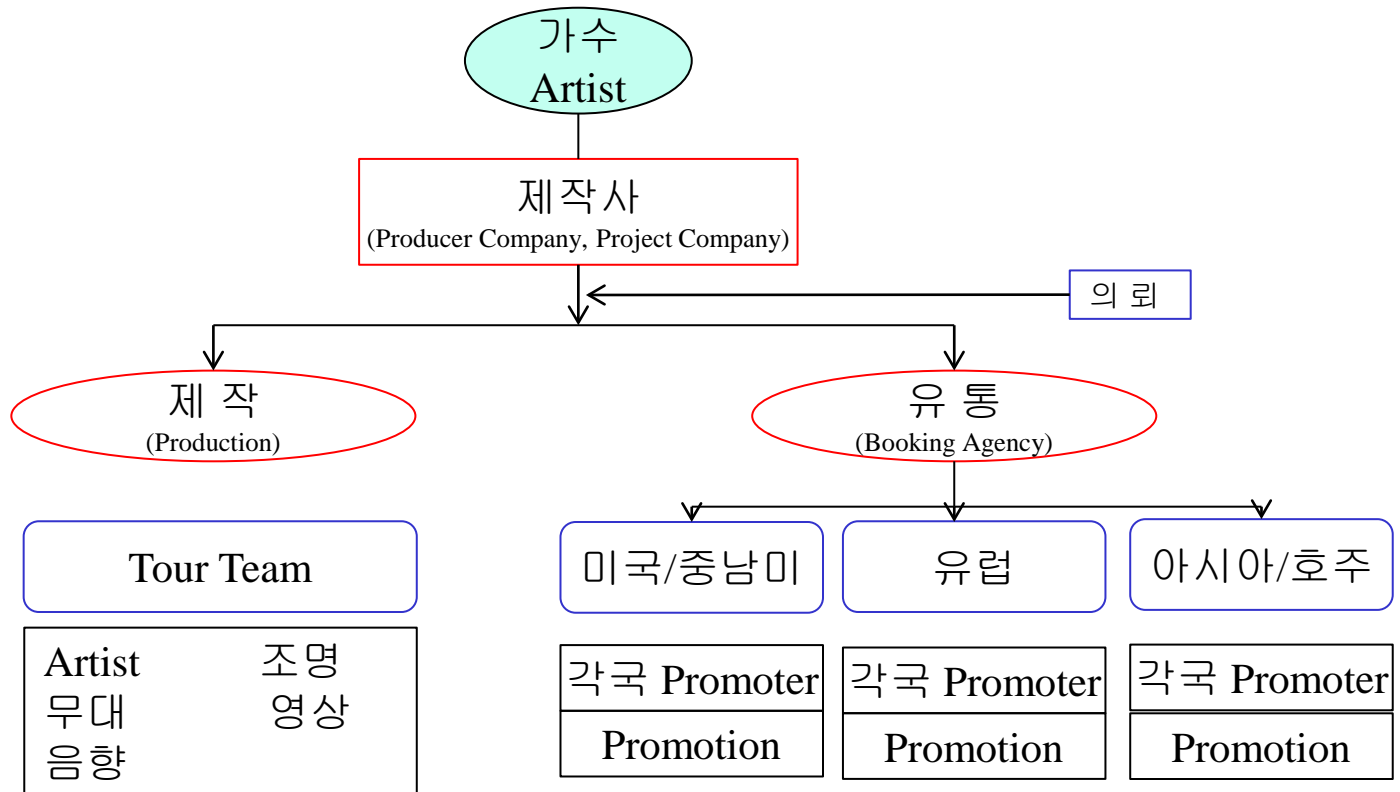 가수
Artist
제작사
(Producer Company, Project Company)
의 뢰
제 작
(Production)
유 통
(Booking Agency)
Tour Team
미국/중남미
유럽
아시아/호주
Artist 조명
무대 영상
음향
각국 Promoter
Promotion
각국 Promoter
Promotion
각국 Promoter
Promotion